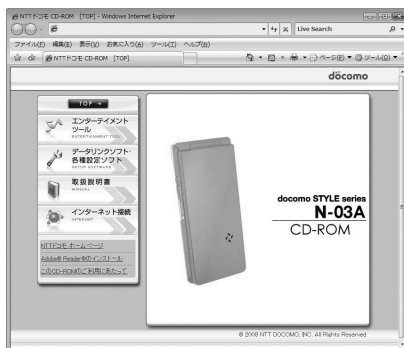 NTTドコモ CD-ROM [TOP] - Windows Internet Explorer
Live Search
ファイル(F) 編集(E) 表示(V) お気に入り(A) ツール(T) ヘルプ(H)
NTTドコモ CD-ROM [TOP]
ページ(P) ツール(O)
döcomo
TOP
エンターテイメント
ツール
ENTERTAINMENT TOOL
データリンクソフト・
各種設定ソフト
SETUP SOFTWARE
取扱説明書
MANUAL
インターネット接続
INTERNET
NTTドコモ ホームページ
Adobe® Reader®のインストール
このCD-ROMのご利用にあたって
docomo STYLE series
N-03A
CD-ROM
© 2008 NTT DOCOMO, INC. All Rights Reserved.